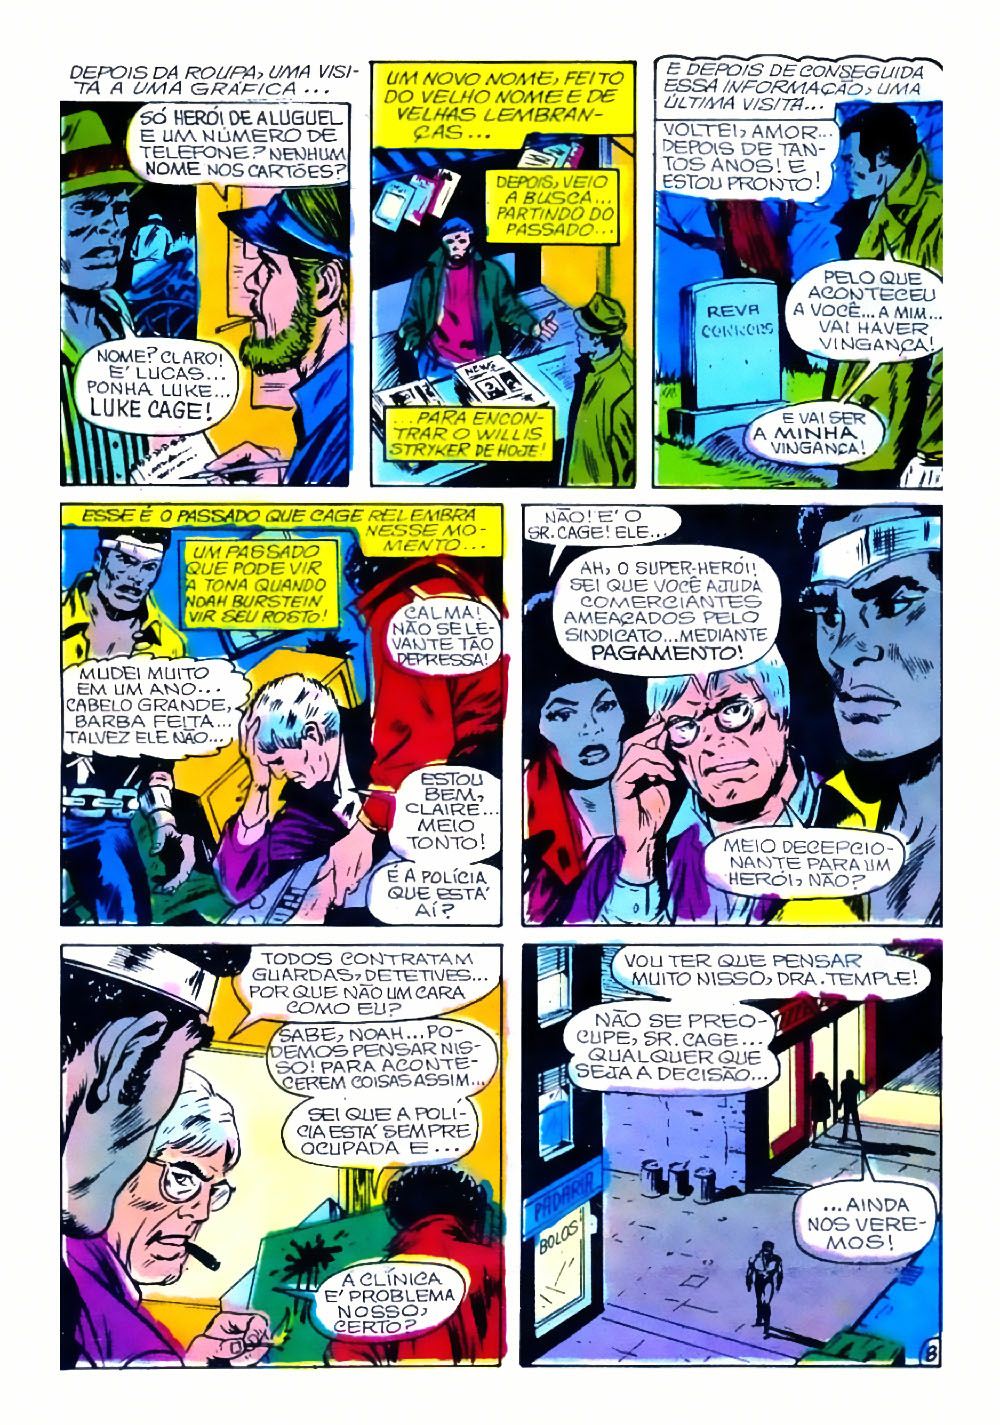 DEPOIS DA ROUPA, UMA VISI-
TA A UMA GRÁFICA...
SÓ HERÓI DE ALUGUEL
E UM NÚMERO DE
TELEFONE? NENHUM
NOME NOS CARTÕES?
NOME? CLARO!
E' LUCAS...
PONHA LUKE...
LUKE CAGE!
UM NOVO NOME, FEITO
DO VELHO NOME E DE
VELHAS LEMBRAN-
ÇAS...
DEPOIS, VEIO
A BUSCA...
PARTINDO DO
PASSADO...
NEWS
...PARA ENCON-
TRAR O WILLIS
STRYKER DE HOJE!
E DEPOIS DE CONSEGUIDA
ESSA INFORMAÇÃO, UMA
ÚLTIMA VISITA...
VOLTEI, AMOR...
DEPOIS DE TAN-
TOS ANOS! E
ESTOU PRONTO!
REVA
CONNORS
PELO QUE
ACONTECEU
A VOCÊ... A MIM...
VAI HAVER
VINGANÇA!
E VAI SER
A MINHA
VINGANÇA!
ESSE É O PASSADO QUE CAGE RELEMBRA
NESSE MO-
MENTO...
UM PASSADO
QUE PODE VIR
A TONA QUANDO
NOAH BURSTEIN
VIR SEU ROSTO!
CALMA!
NÃO SE LE-
VANTE TÃO
DEPRESSA!
MUDEI MUITO
EM UM ANO...
CABELO GRANDE,
BARBA FEITA...
TALVEZ ELE NÃO...
ESTOU
BEM,
CLAIRE...
MEIO
TONTO!
É A POLÍCIA
QUE ESTA'
AÍ?
NÃO! E' O
SR. CAGE! ELE...
AH, O SUPER-HERÓI!
SEI QUE VOCÊ AJUDA
COMERCIANTES
AMEAÇADOS PELO
SINDICATO... MEDIANTE
PAGAMENTO!
MEIO DECEPCIO-
NANTE PARA UM
HERÓI, NÃO?
TODOS CONTRATAM
GUARDAS, DETETIVES...
POR QUE NÃO UM CARA
COMO EU?
SABE, NOAH... PO-
DEMOS PENSAR NIS-
SO! PARA ACONTE-
CEREM COISAS ASSIM...
SEI QUE A POLÍ-
CIA ESTA' SEMPRE
OCUPADA E...
A CLÍNICA
E' PROBLEMA
NOSSO,
CERTO?
VOU TER QUE PENSAR
MUITO NISSO, DRA. TEMPLE!
NÃO SE PREO-
CUPE, SR. CAGE...
QUALQUER QUE
SEJA A DECISÃO...
...AINDA
NOS VERE-
MOS!
PADARIA
BOLOS
8